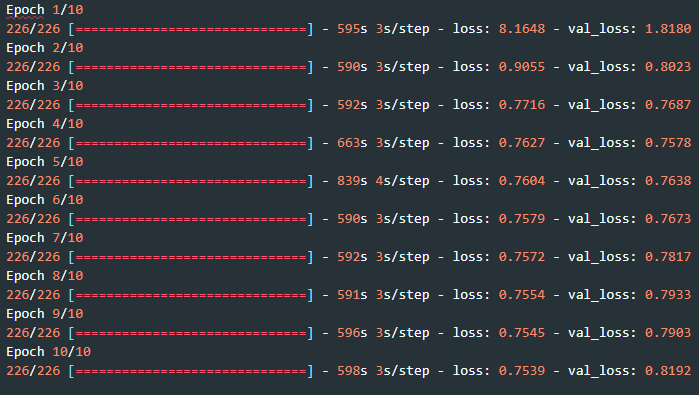 Epoch 1/10
226/226 [==============================] - 595s 3s/step - loss: 8.1648 - val_loss: 1.8180
Epoch 2/10
226/226 [==============================] - 590s 3s/step - loss: 0.9055 - val_loss: 0.8023
Epoch 3/10
226/226 [==============================] - 592s 3s/step - loss: 0.7716 - val_loss: 0.7687
Epoch 4/10
226/226 [==============================] - 663s 3s/step - loss: 0.7627 - val_loss: 0.7578
Epoch 5/10
226/226 [==============================] - 839s 4s/step - loss: 0.7604 - val_loss: 0.7638
Epoch 6/10
226/226 [==============================] - 590s 3s/step - loss: 0.7579 - val_loss: 0.7673
Epoch 7/10
226/226 [==============================] - 592s 3s/step - loss: 0.7572 - val_loss: 0.7817
Epoch 8/10
226/226 [==============================] - 591s 3s/step - loss: 0.7554 - val_loss: 0.7933
Epoch 9/10
226/226 [==============================] - 596s 3s/step - loss: 0.7545 - val_loss: 0.7903
Epoch 10/10
226/226 [==============================] - 598s 3s/step - loss: 0.7539 - val_loss: 0.8192